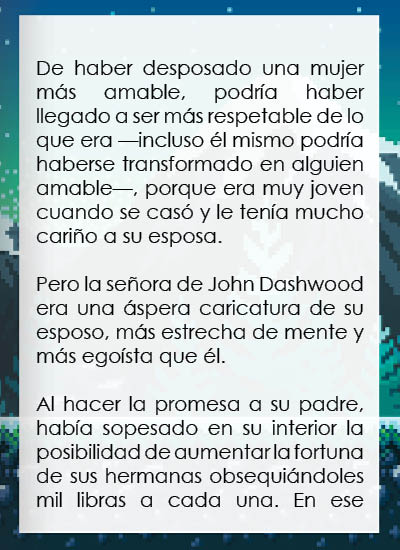 De haber desposado una mujer
más amable, podría haber
llegado a ser más respetable de lo
que era —incluso él mismo podría
haberse transformado en alguien
amable—, porque era muy joven
cuando se casó y le tenía mucho
cariño a su esposa.
Pero la señora de John Dashwood
era una áspera caricatura de su
esposo, más estrecha de mente y
más egoísta que él.
Al hacer la promesa a su padre,
había sopesado en su interior la
posibilidad de aumentar la fortuna
de sus hermanas obsequiándoles
mil libras a cada una. En ese